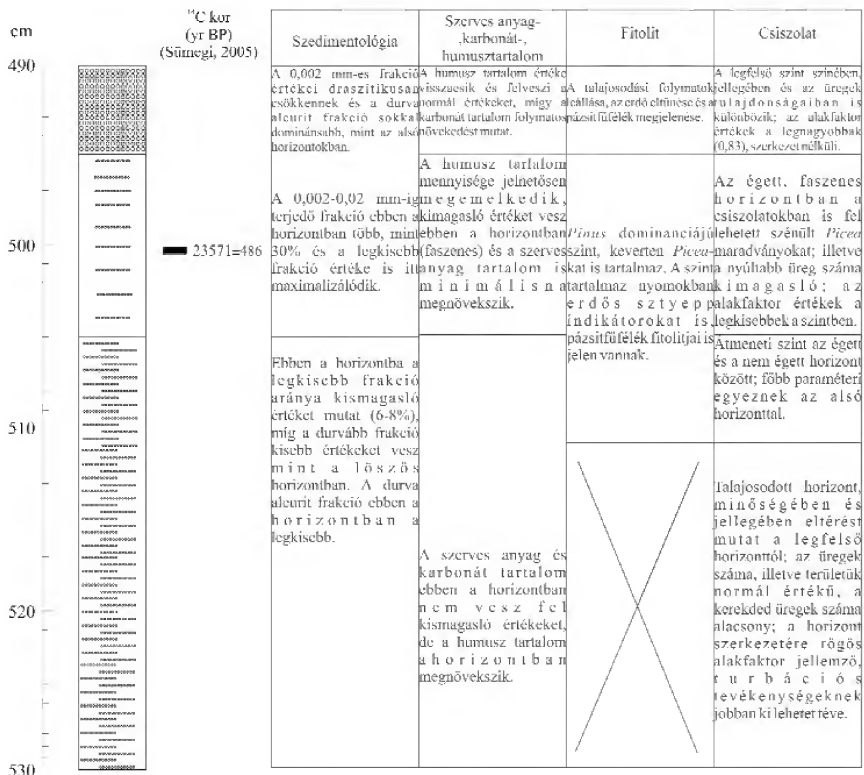 cm
¹⁴C kor
(yr BP)
(Sümegi, 2005)
490
500
510
520
530
23571±486
Szedimentológia
A 0,002 mm-es frakció
értékei drasztikusan
csökkennek és a durva
aleurit frakció sokkal
dominánsabb, mint az alsó
horizontokban.
A 0,002-0,02 mm-ig
terjedő frakció ebben a
horizontban több, mint
30% és a legkisebb
frakció értéke is itt
maximalizálódik.
Ebben a horizontba a
legkisebb frakció
aránya kismagasló
értéket mutat (6-8%),
míg a durvább frakció
kisebb értékeket vesz
mint a löszös
horizontban. A durva
aleurit frakció ebben a
horizontban a
legkisebb.
Szerves anyag-
,karbonát-,
humusztartalom
A humusz tartalom értéke
visszaesik és felveszi a
normál értékeket, mígy a
karbonát tartalom folymatos
növekedést mutat.
A humusz tartalom
mennyisége jelnetősen
megemelkedik,
kimagasló értéket vesz
ebben a horizontban
(faszenes) és a szerves
anyag tartalom is
minimálisna
megnövekszik.
A szerves anyag és
karbonát tartalom
ebben a horizontban
nem vesz fel
kismagasló értékeket,
de a humusz tartalom
a horizontban
megnövekszik.
Fitolit
A talajosodási folymatok
leállása, az erdő eltűnése és a
pázsitfűfélék megjelenése.
Pinus dominanciájú
szint, keverten Picea-
kat is tartalmaz. A szint
tartalmaz nyomokban
erdős sztyepp
indikátorokat is,
pázsitfűfélék fitolitjai is
jelen vannak.
Csiszolat
A legfelső szint színében,
jellegében és az üregek
tulajdonságaiban is
különbözik; az alakfaktor
értékek a legnagyobbak
(0,83), szerkezet nélküli.
Az égett, faszenes
horizontban a
csiszolatokban is fel
lehetett szénült Picea
maradványokat; illetve
a nyúltabb üreg száma
kimagasló; az
alakfaktor értékek a
legkisebbek a szintben.
Átmeneti szint az égett
és a nem égett horizont
között; főbb paraméteri
egyeznek az alsó
horizonttal.
Talajosodott horizont,
minőségében és
jellegében eltérést
mutat a legfelső
horizonttól; az üregek
száma, illetve területük
normál értékű, a
kerekded üregek száma
alacsony; a horizont
szerkezetére rögös
alakfaktor jellemző,
turbációs
tevékenységeknek
jobban ki lehetet téve.